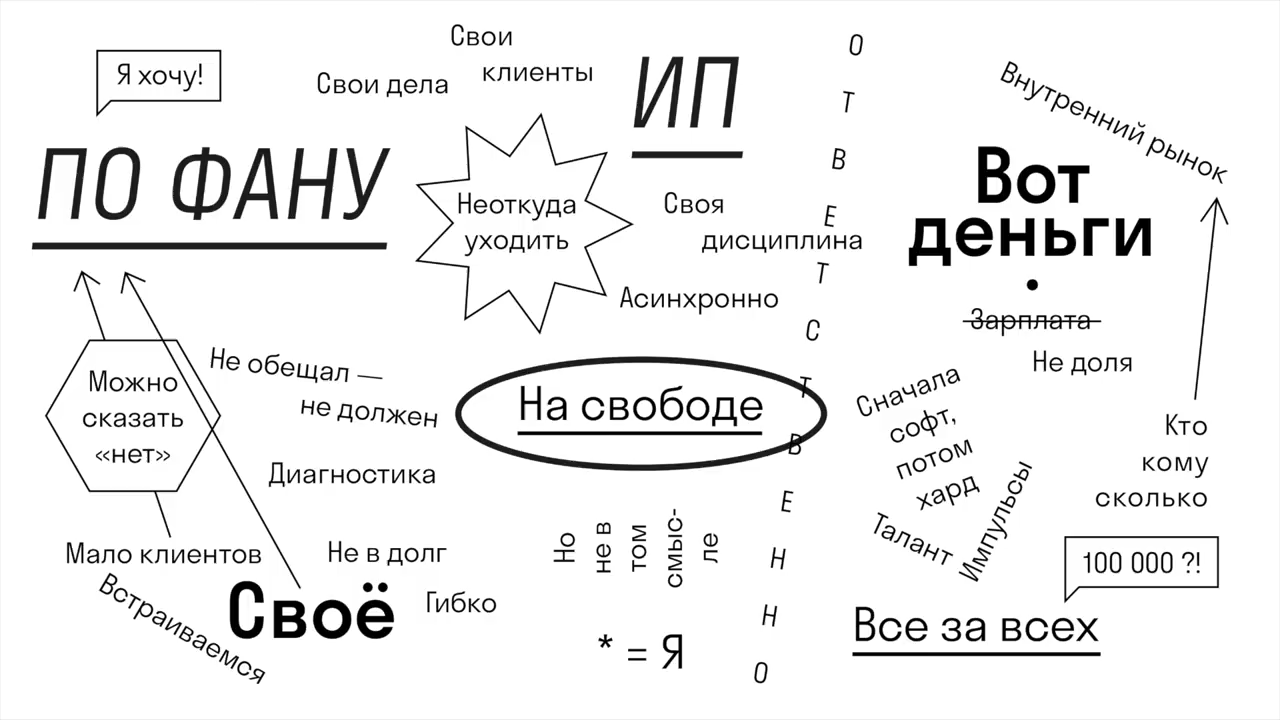 Я хочу!
ПО ФАНУ
Свои дела
Свои
клиенты
ИП
Неоткуда
уходить
Своя
дисциплина
Асинхронно
ОТВЕТСТВЕННО
Внутренний рынок
Вот
деньги
•
Зарплата
Не доля
Можно
сказать
«нет»
Не обещал —
не должен
Диагностика
На свободе
Сначала
софт,
потом
хард
Талант
Импульсы
Кто
кому
сколько
100 000 ?!
Мало клиентов
Не в долг
Встраиваемся
Своё
Гибко
Но
не в
том
смыс-
ле
* = Я
Все за всех